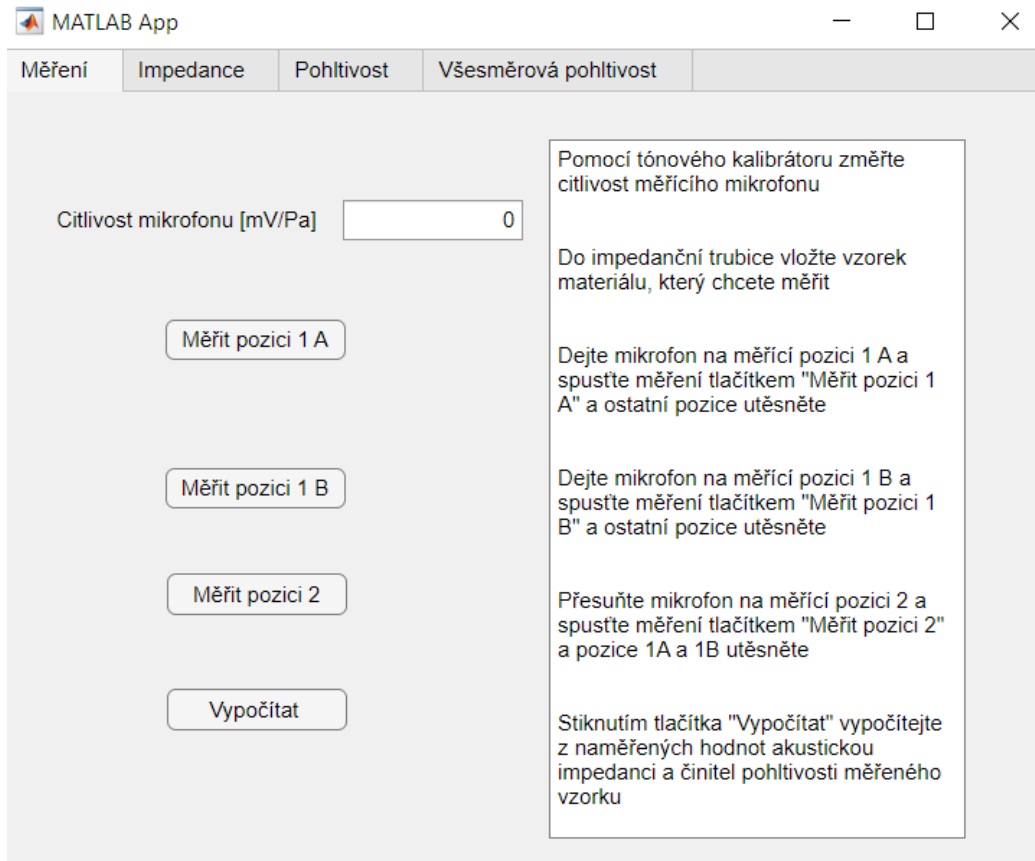 MATLAB App
Měření Impedance Pohltivost Všesměrová pohltivost
Citlivost mikrofonu [mV/Pa] 0
Měřit pozici 1 A
Měřit pozici 1 B
Měřit pozici 2
Vypočítat
Pomocí tónového kalibrátoru změřte
citlivost měřícího mikrofonu
Do impedanční trubice vložte vzorek
materiálu, který chcete měřit
Dejte mikrofon na měřící pozici 1 A a
spusťte měření tlačítkem "Měřit pozici 1
A" a ostatní pozice utěsněte
Dejte mikrofon na měřící pozici 1 B a
spusťte měření tlačítkem "Měřit pozici 1
B" a ostatní pozice utěsněte
Přesuňte mikrofon na měřící pozici 2 a
spusťte měření tlačítkem "Měřit pozici 2"
a pozice 1A a 1B utěsněte
Stiknutím tlačítka "Vypočítat" vypočítejte
z naměřených hodnot akustickou
impedanci a činitel pohltivosti měřeného
vzorku